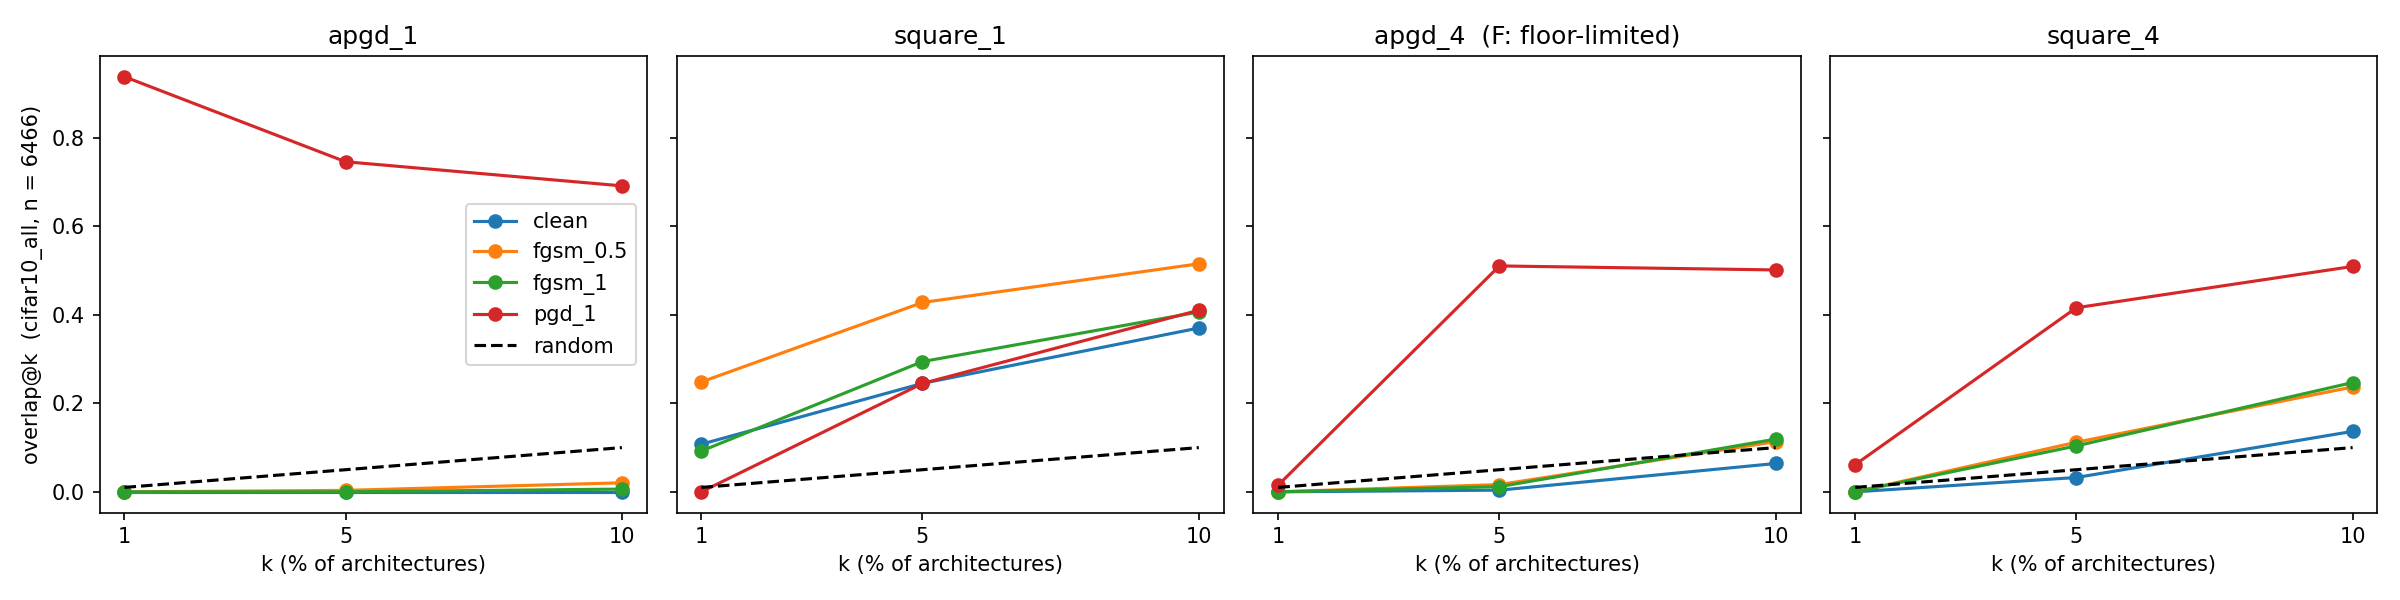 apgd_1
square_1
apgd_4  (F: floor-limited)
square_4
overlap@k  (cifar10_all, n = 6466)
0.8
0.6
0.4
0.2
0.0
clean
fgsm_0.5
fgsm_1
pgd_1
random
1 5 10
1 5 10
1 5 10
1 5 10
k (% of architectures)
k (% of architectures)
k (% of architectures)
k (% of architectures)